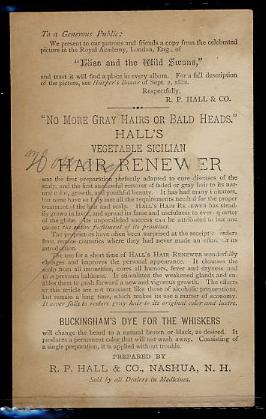 To a Generous Public:
We present to our patrons and friends a copy from the celebrated
picture in the Royal Academy, London, Eng., of
"Elisa and the Wild Swans,"
and trust it will find a place in every album. For a full description
of the picture, see Harper's Bazar of Sept. 2, 1882.
Respectfully,
R. P. HALL & CO.
"NO MORE GRAY HAIRS OR BALD HEADS."
HALL'S
VEGETABLE SICILIAN
HAIR RENEWER
was the first preparation perfectly adapted to cure diseases of the
scalp, and the first successful restorer of faded or gray hair to its nat-
ural color, growth, and youthful beauty. It has had many imitators,
but none have so fully met all the requirements needful for the proper
treatment of the hair and scalp. HALL'S HAIR RENEWER has stead-
ily grown in favor, and spread its fame and usefulness to every quarter
of the globe. Its unparalleled success can be attributed to but one
cause: the entire fulfilment of its promises.
The proprietors have often been surprised at the receipt of orders
from remote countries where they had never made an effort for its
introduction.
The use for a short time of HALL'S HAIR RENEWER wonderfully
changes and improves the personal appearance. It cleanses the
scalp from all impurities, cures all humors, fever and dryness and
thus prevents baldness. It stimulates the weakened glands and en-
ables them to push forward a new and vigorous growth. The effects
of this article are not transient like those of alcoholic preparations,
but remain a long time, which makes its use a matter of economy.
It never fails to restore gray hair to its original color and lustre.
BUCKINGHAM'S DYE FOR THE WHISKERS
will change the beard to a natural brown or black, as desired. It
produces a permanent color that will not wash away. Consisting of
a single preparation, it is applied without trouble.
PREPARED BY
R. P. HALL & CO., NASHUA, N. H.
Sold by all Dealers in Medicines.